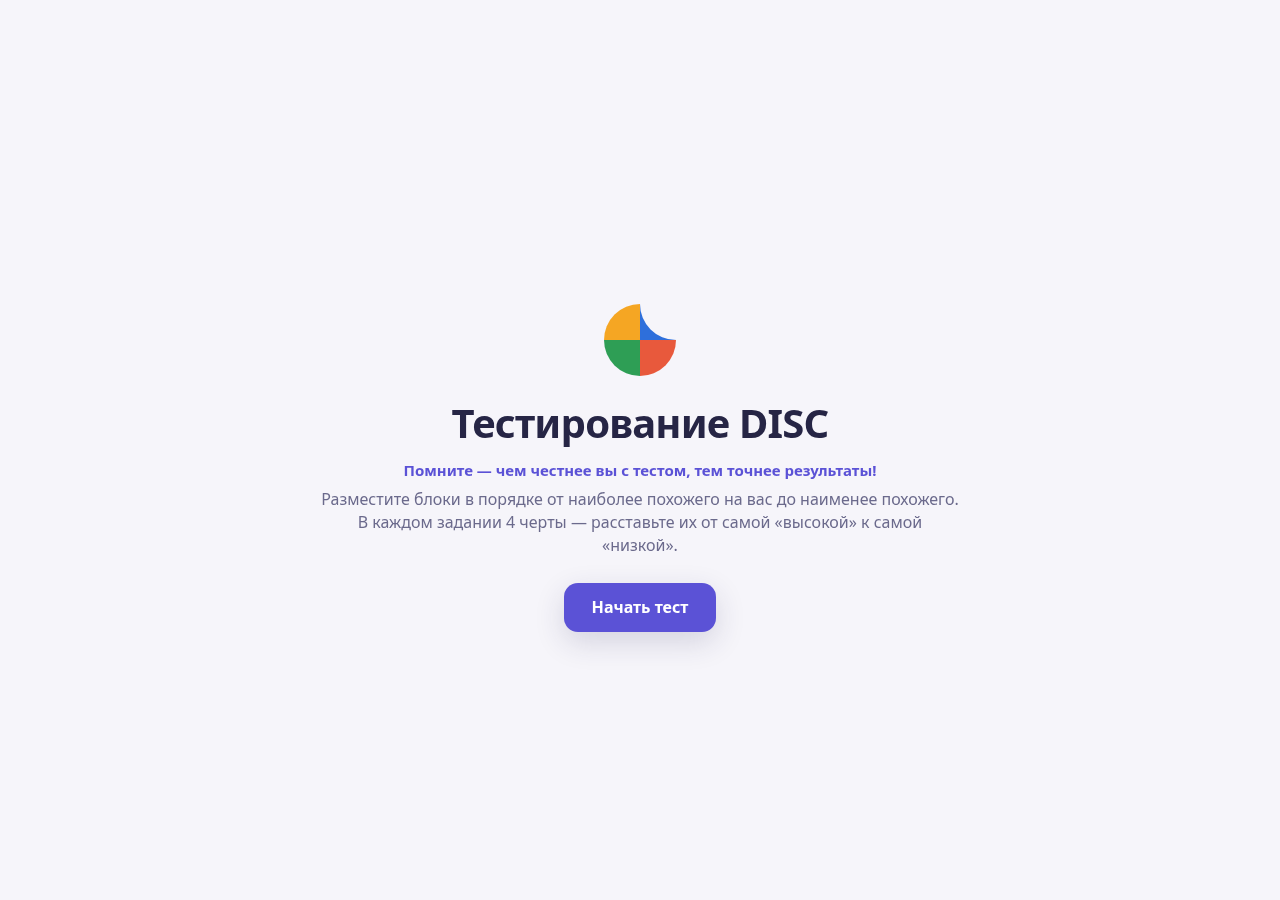 Тестирование DISC
Помните — чем честнее вы с тестом, тем точнее результаты!
Разместите блоки в порядке от наиболее похожего на вас до наименее похожего.
В каждом задании 4 черты — расставьте их от самой «высокой» к самой
«низкой».
Начать тест